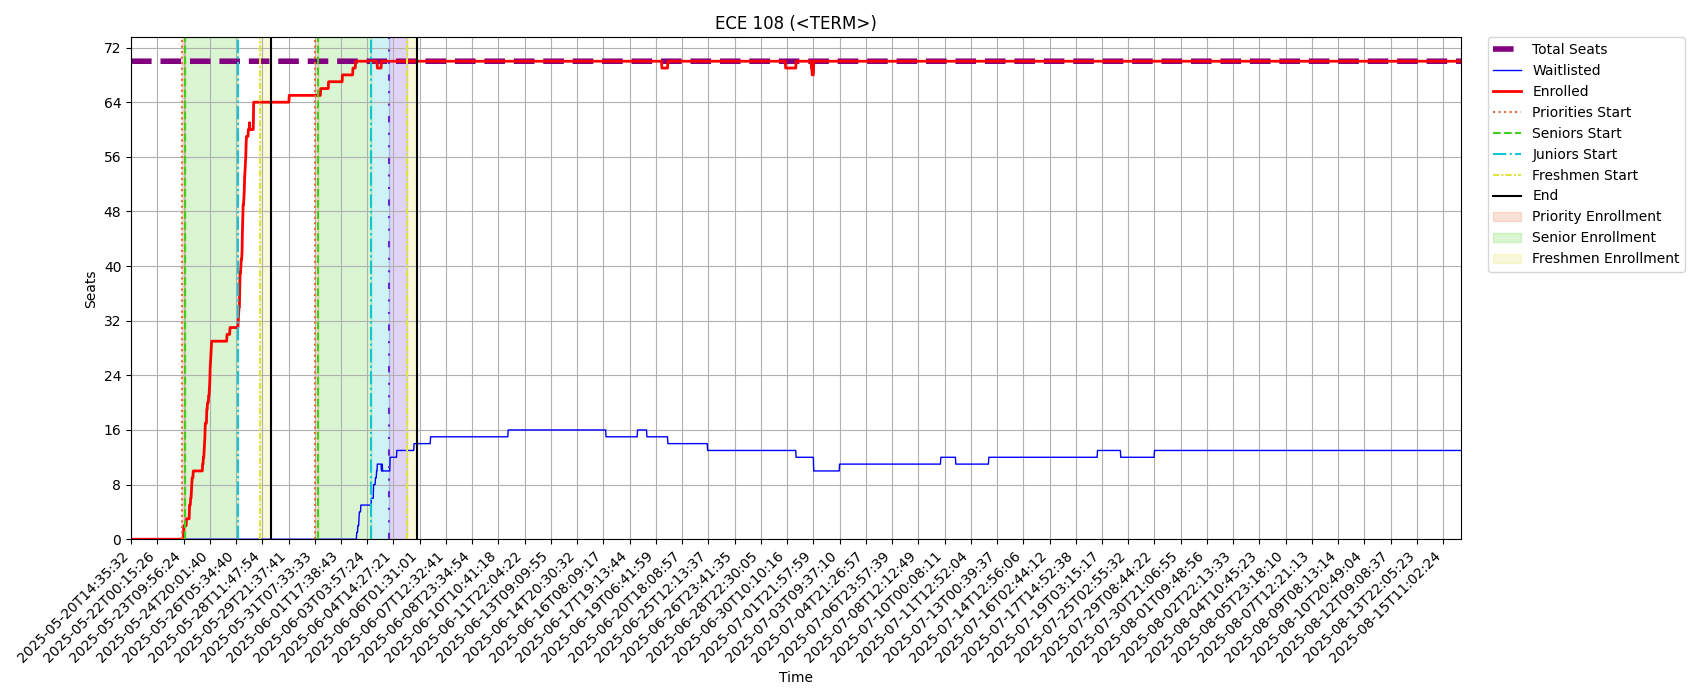 ECE 108 (<TERM>)
Seats
72
64
56
48
40
32
24
16
8
0
Total Seats
Waitlisted
Enrolled
Priorities Start
Seniors Start
Juniors Start
Freshmen Start
End
Priority Enrollment
Senior Enrollment
Freshmen Enrollment
2025-05-20T14:35:32
2025-05-22T00:15:26
2025-05-23T09:56:24
2025-05-24T20:01:40
2025-05-26T05:34:40
2025-05-28T11:47:54
2025-05-29T21:37:41
2025-05-31T07:33:33
2025-06-01T17:38:43
2025-06-03T03:57:24
2025-06-04T14:27:21
2025-06-06T01:31:01
2025-06-07T12:32:41
2025-06-08T23:34:54
2025-06-10T10:41:18
2025-06-11T22:04:22
2025-06-13T09:09:55
2025-06-14T20:30:32
2025-06-16T08:09:17
2025-06-17T19:13:44
2025-06-19T06:41:59
2025-06-20T18:08:57
2025-06-25T12:13:37
2025-06-26T23:41:35
2025-06-28T22:30:05
2025-06-30T10:10:16
2025-07-01T21:57:59
2025-07-03T09:37:10
2025-07-04T21:26:57
2025-07-06T23:57:39
2025-07-08T12:12:49
2025-07-10T00:08:11
2025-07-11T12:52:04
2025-07-13T00:39:37
2025-07-14T12:56:06
2025-07-16T02:44:12
2025-07-17T14:52:38
2025-07-19T03:15:17
2025-07-25T02:55:32
2025-07-29T08:44:22
2025-07-30T21:06:55
2025-08-01T09:48:56
2025-08-02T22:13:33
2025-08-04T10:45:23
2025-08-05T23:18:10
2025-08-07T12:21:13
2025-08-09T08:13:14
2025-08-10T20:49:04
2025-08-12T09:08:37
2025-08-13T22:05:23
2025-08-15T11:02:24
Time